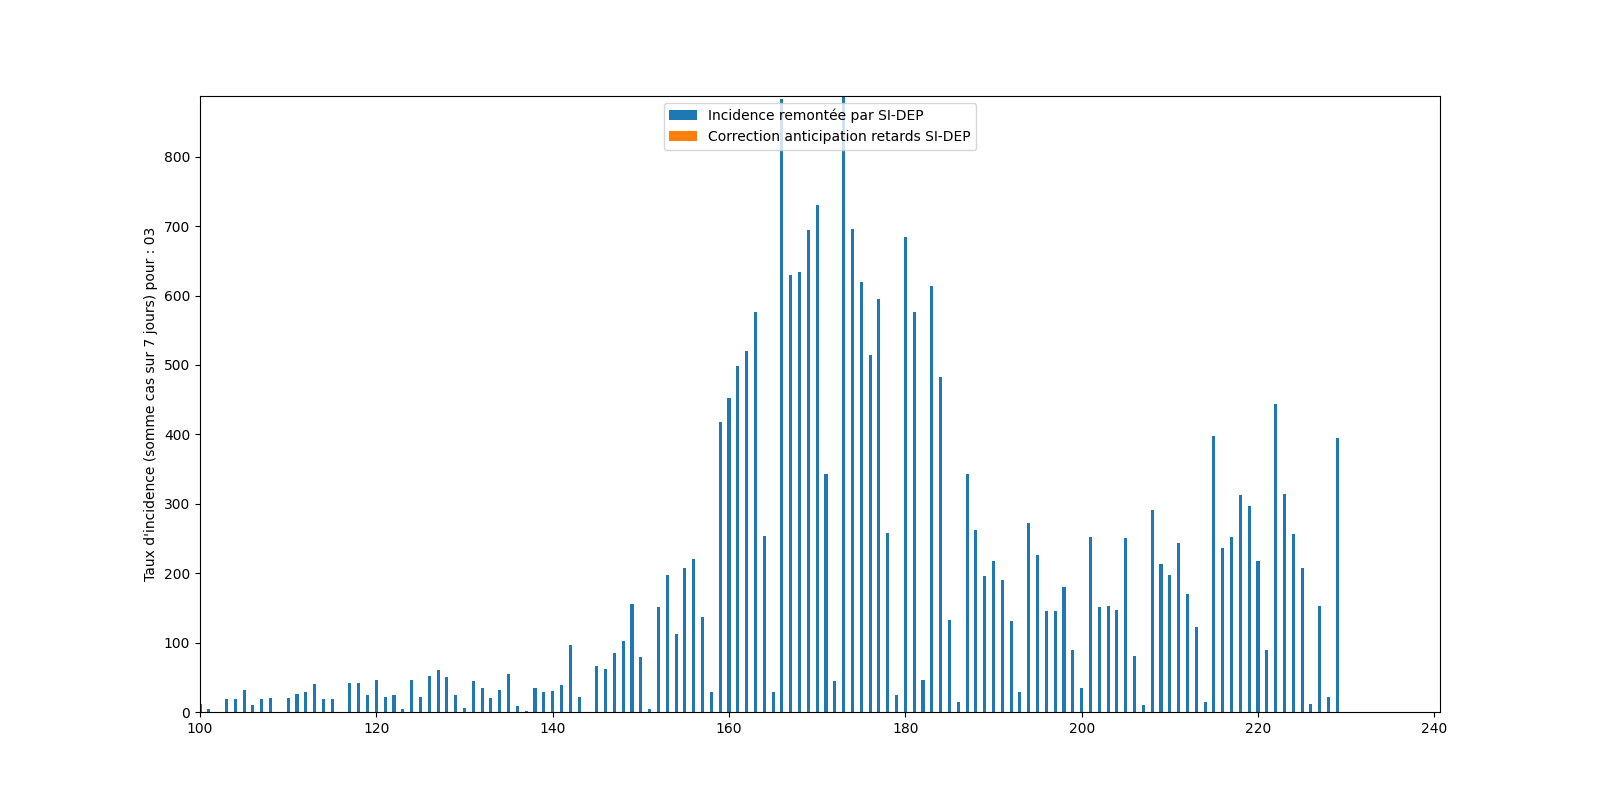 Incidence remontée par SI-DEP
Correction anticipation retards SI-DEP
Taux d'incidence (somme cas sur 7 jours) pour : 03
800
700
600
500
400
300
200
100
0
100 120 140 160 180 200 220 240